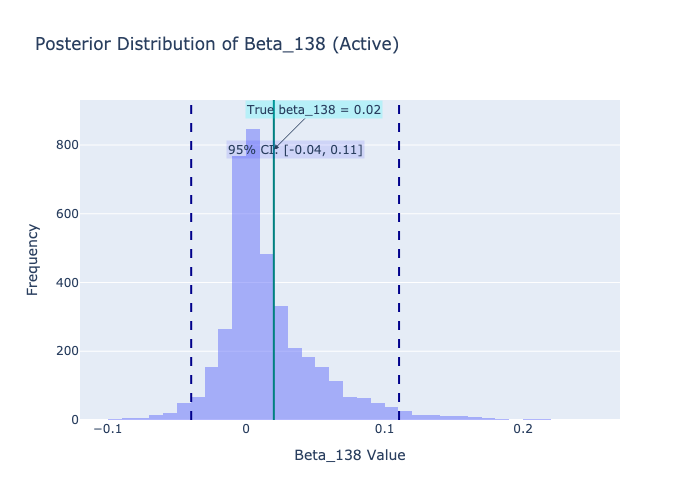 Posterior Distribution of Beta_138 (Active)
True beta_138 = 0.02
95% CI: [-0.04, 0.11]
800
600
400
200
0
Frequency
−0.1
0
0.1
0.2
Beta_138 Value